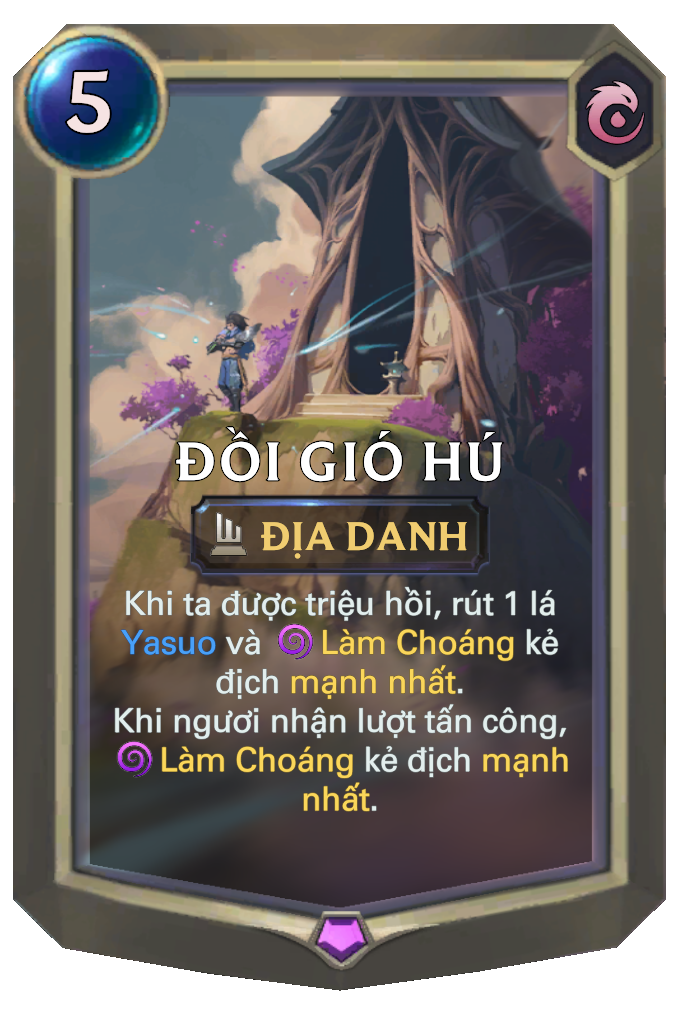 5
ĐỒI GIÓ HÚ
ĐỊA DANH
Khi ta được triệu hồi, rút 1 lá
Yasuo và Làm Choáng kẻ
địch mạnh nhất.
Khi ngươi nhận lượt tấn công,
Làm Choáng kẻ địch mạnh
nhất.